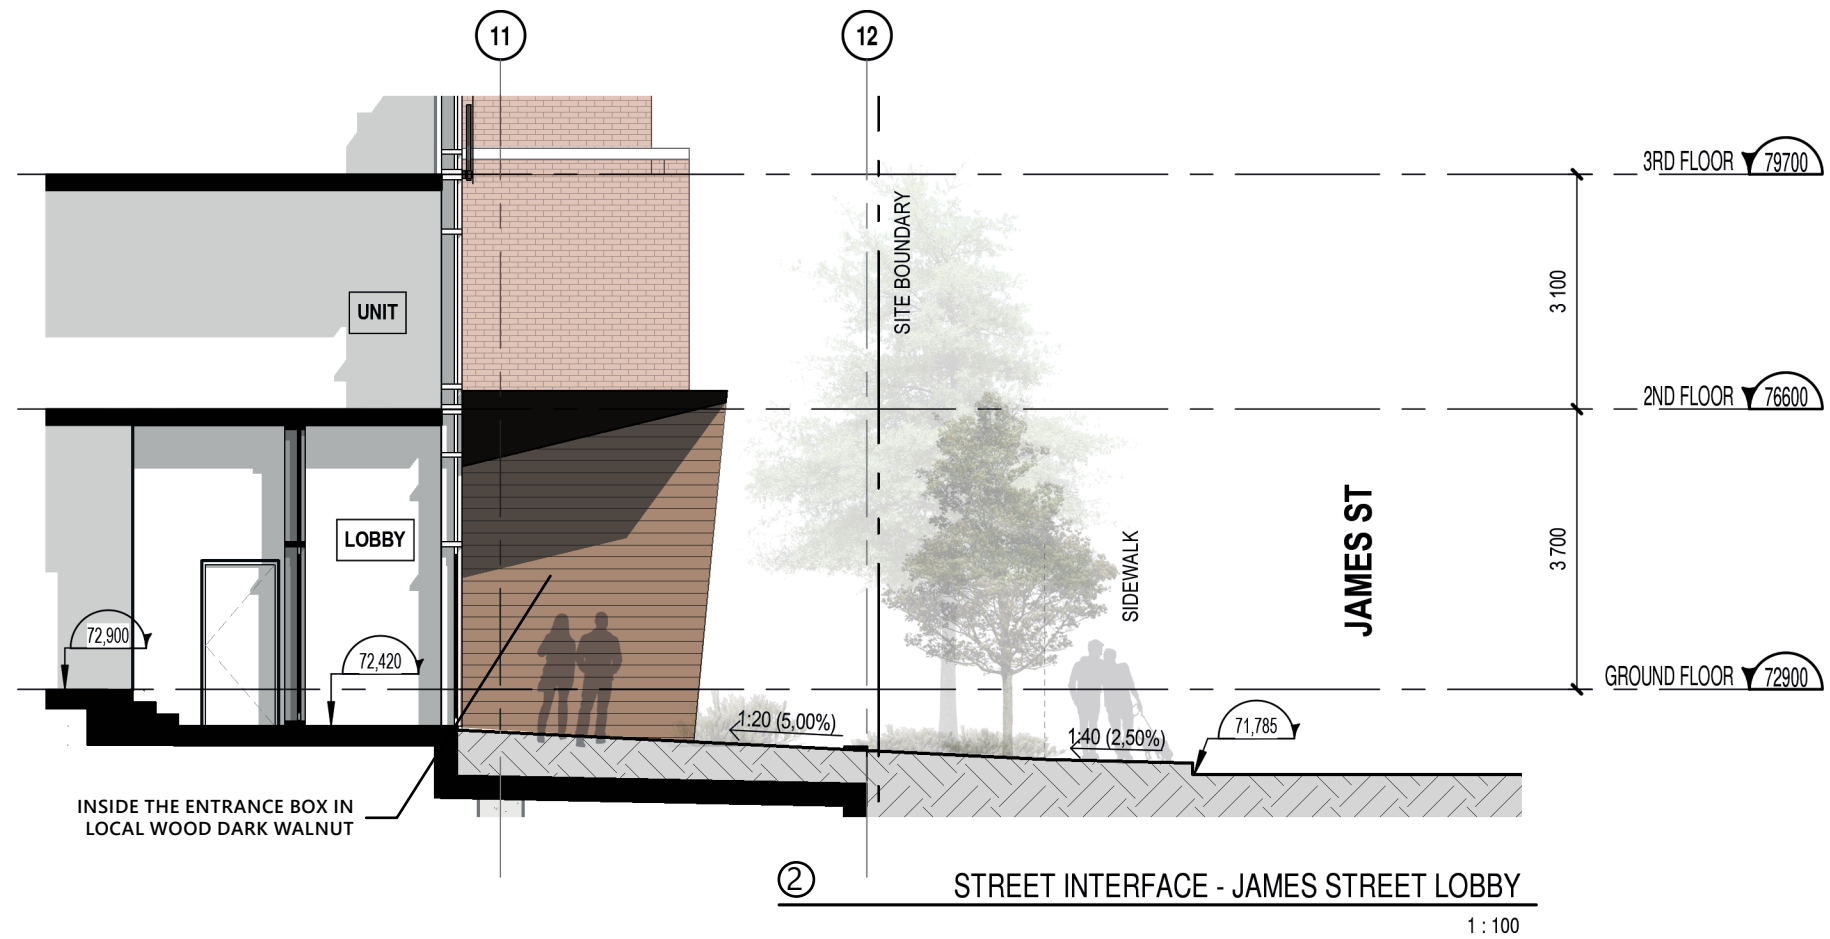 11
12
3RD FLOOR 79700
SITE BOUNDARY
UNIT
3 100
2ND FLOOR 76600
LOBBY
SIDEWALK
JAMES ST
3 700
72,900
72,420
GROUND FLOOR 72900
1:20 (5,00%)
1:40 (2,50%)
71,785
INSIDE THE ENTRANCE BOX IN
LOCAL WOOD DARK WALNUT
2 STREET INTERFACE - JAMES STREET LOBBY
1 : 100